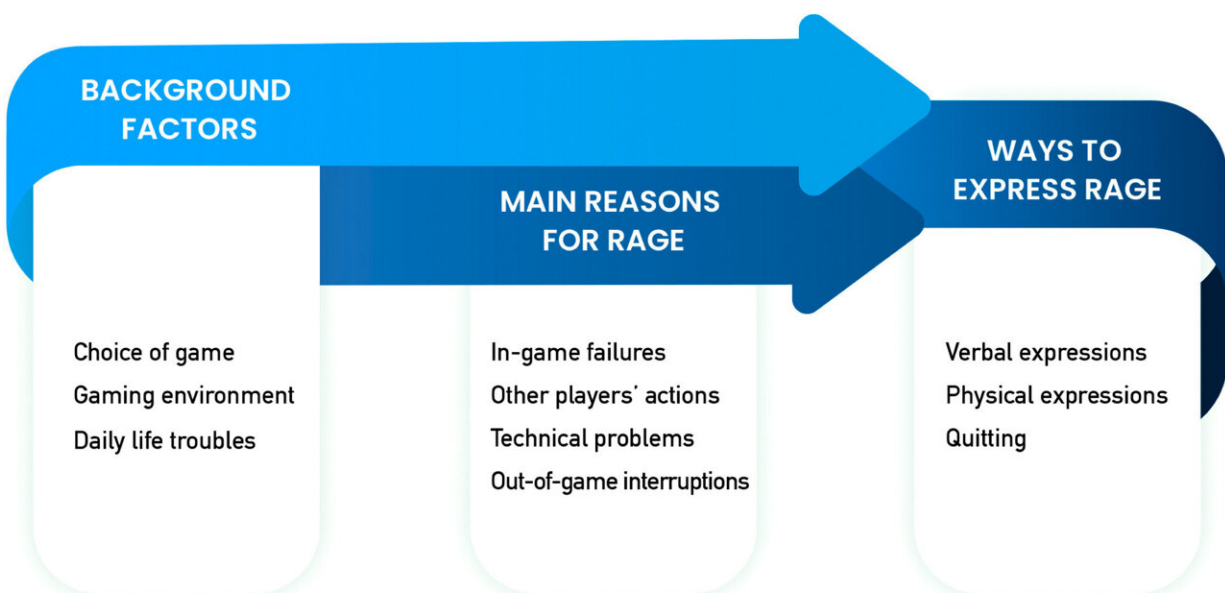 BACKGROUND
FACTORS
Choice of game
Gaming environment
Daily life troubles
MAIN REASONS
FOR RAGE
In-game failures
Other players’ actions
Technical problems
Out-of-game interruptions
WAYS TO
EXPRESS RAGE
Verbal expressions
Physical expressions
Quitting